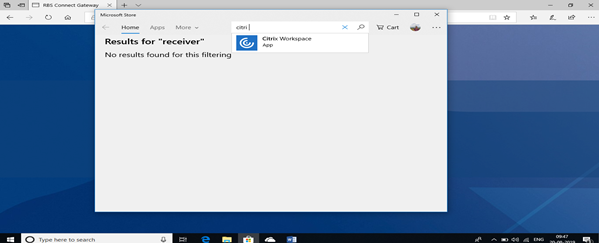 RBS Connect Gateway
Microsoft Store
Home Apps More
citri
Cart
Results for "receiver"
No results found for this filtering
Citrix Workspace
App
Type here to search
ENG
09:47